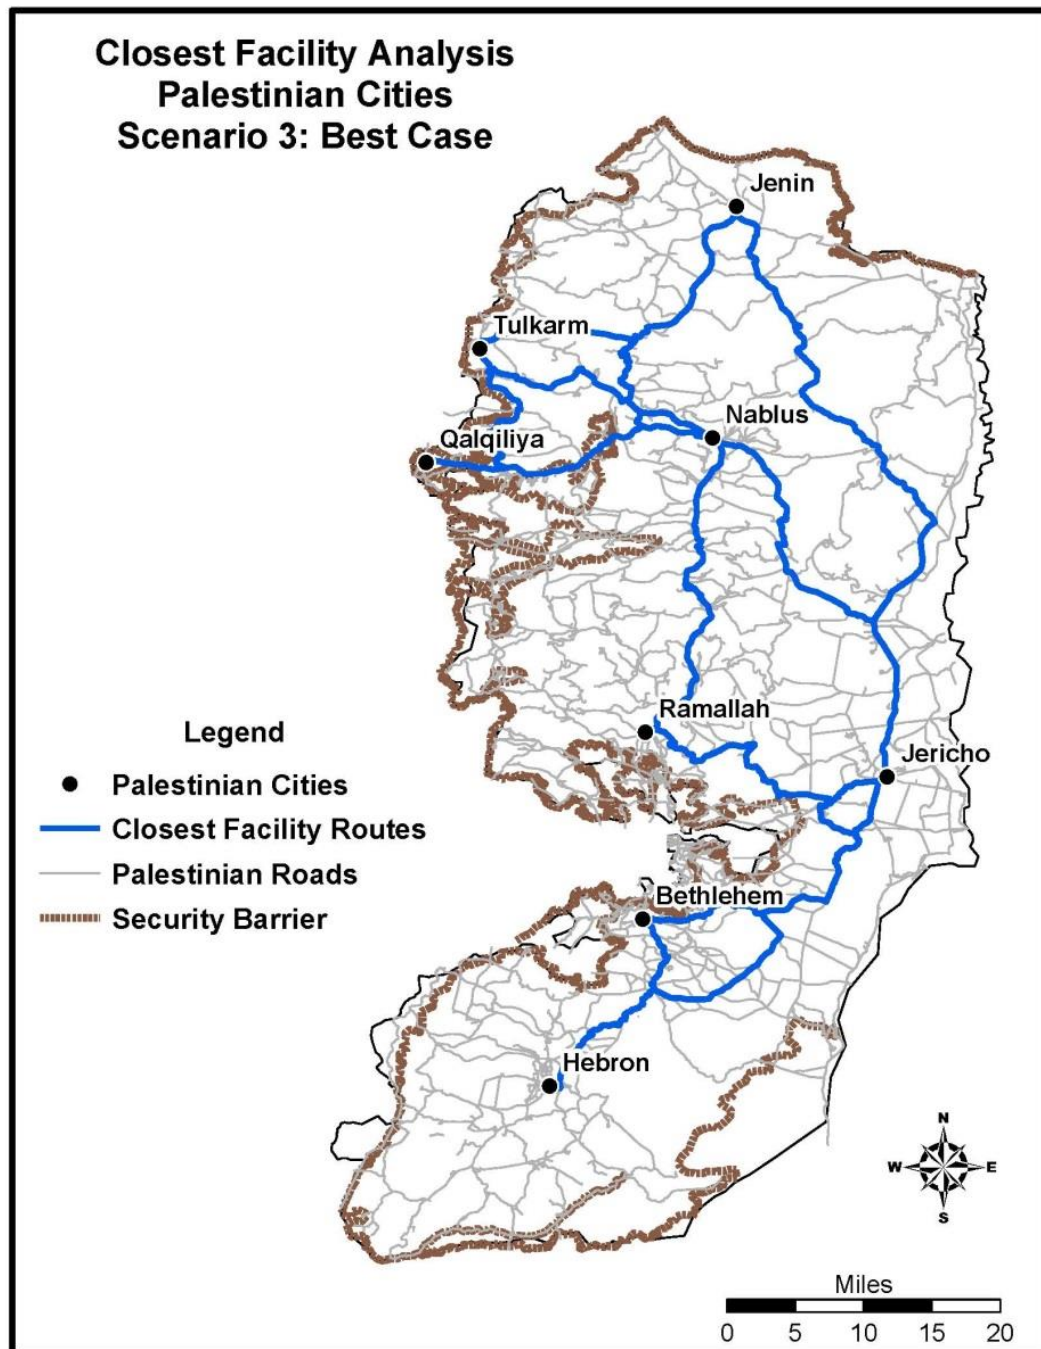 Closest Facility Analysis
Palestinian Cities
Scenario 3: Best Case
Jenin
Tulkarm
Nablus
Qalqiliya
Ramallah
Jericho
Bethlehem
Hebron
Legend
Palestinian Cities
Closest Facility Routes
Palestinian Roads
Security Barrier
N
W E
S
Miles
0 5 10 15 20